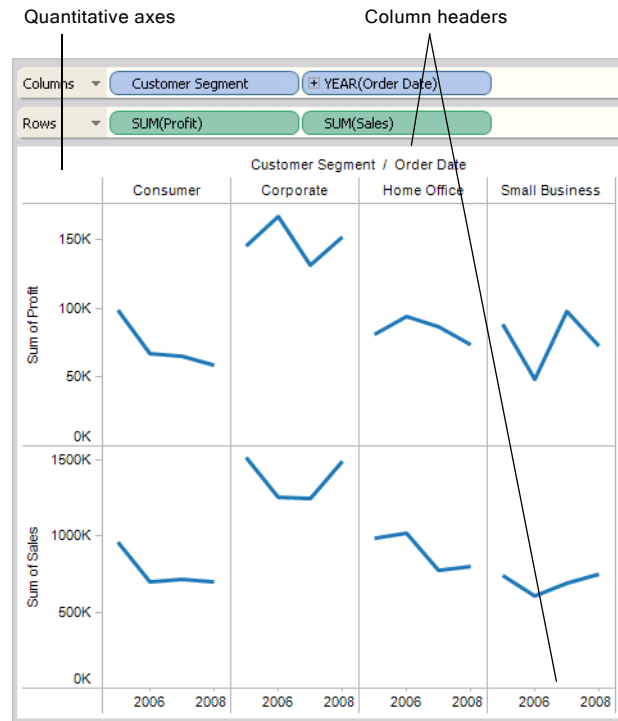 Quantitative axes Column headers
Columns Customer Segment YEAR(Order Date)
Rows SUM(Profit) SUM(Sales)
Customer Segment / Order Date
Consumer Corporate Home Office Small Business
150K
100K
50K
0K
Sum of Profit
1500K
1000K
500K
0K
Sum of Sales
2006 2008 2006 2008 2006 2008 2006 2008